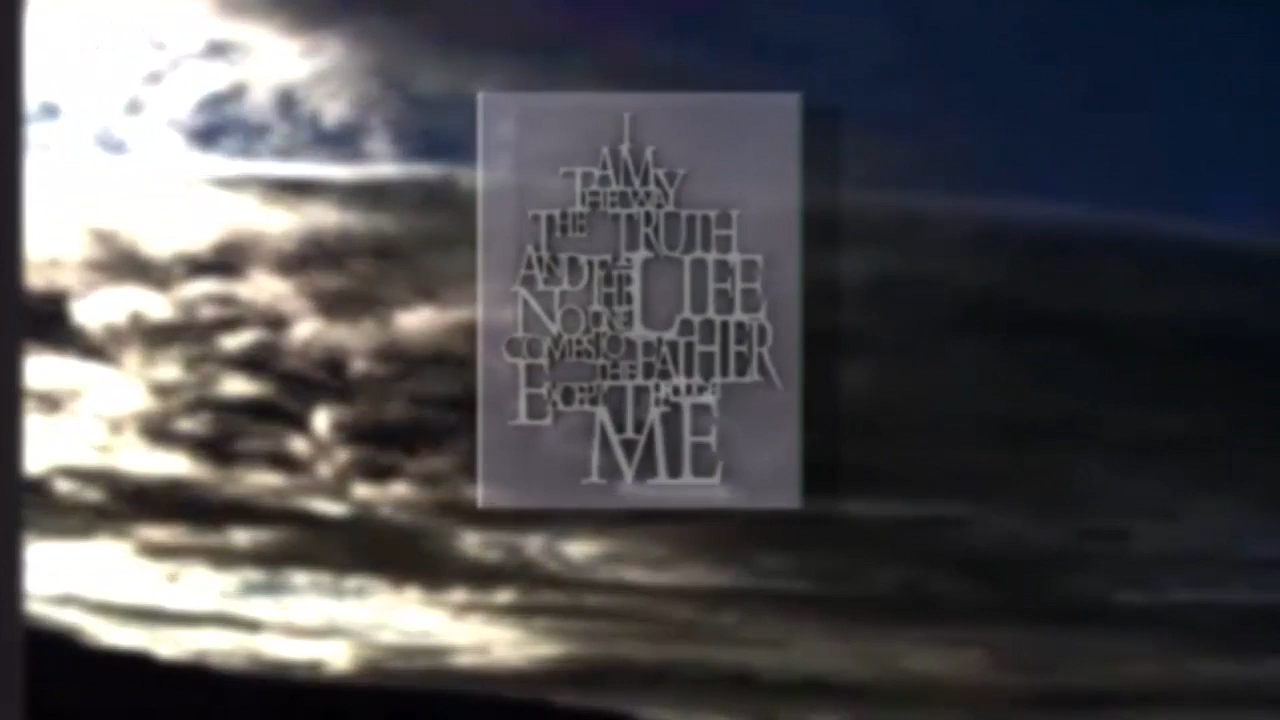 I
AM
THE WAY
THE TRUTH
AND THE LIFE
NO ONE
COMES TO
THE FATHER
EXCEPT THROUGH
ME